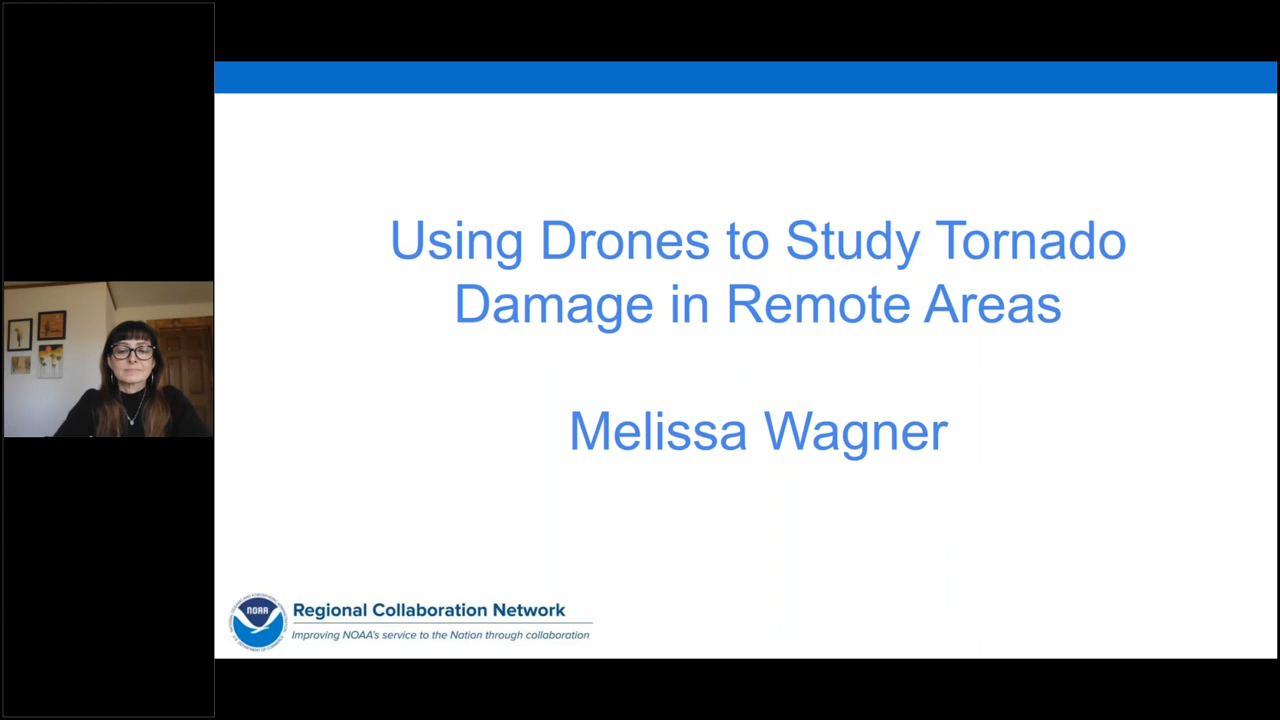 Using Drones to Study Tornado
Damage in Remote Areas
Melissa Wagner
NOAA
Regional Collaboration Network
Improving NOAA's service to the Nation through collaboration